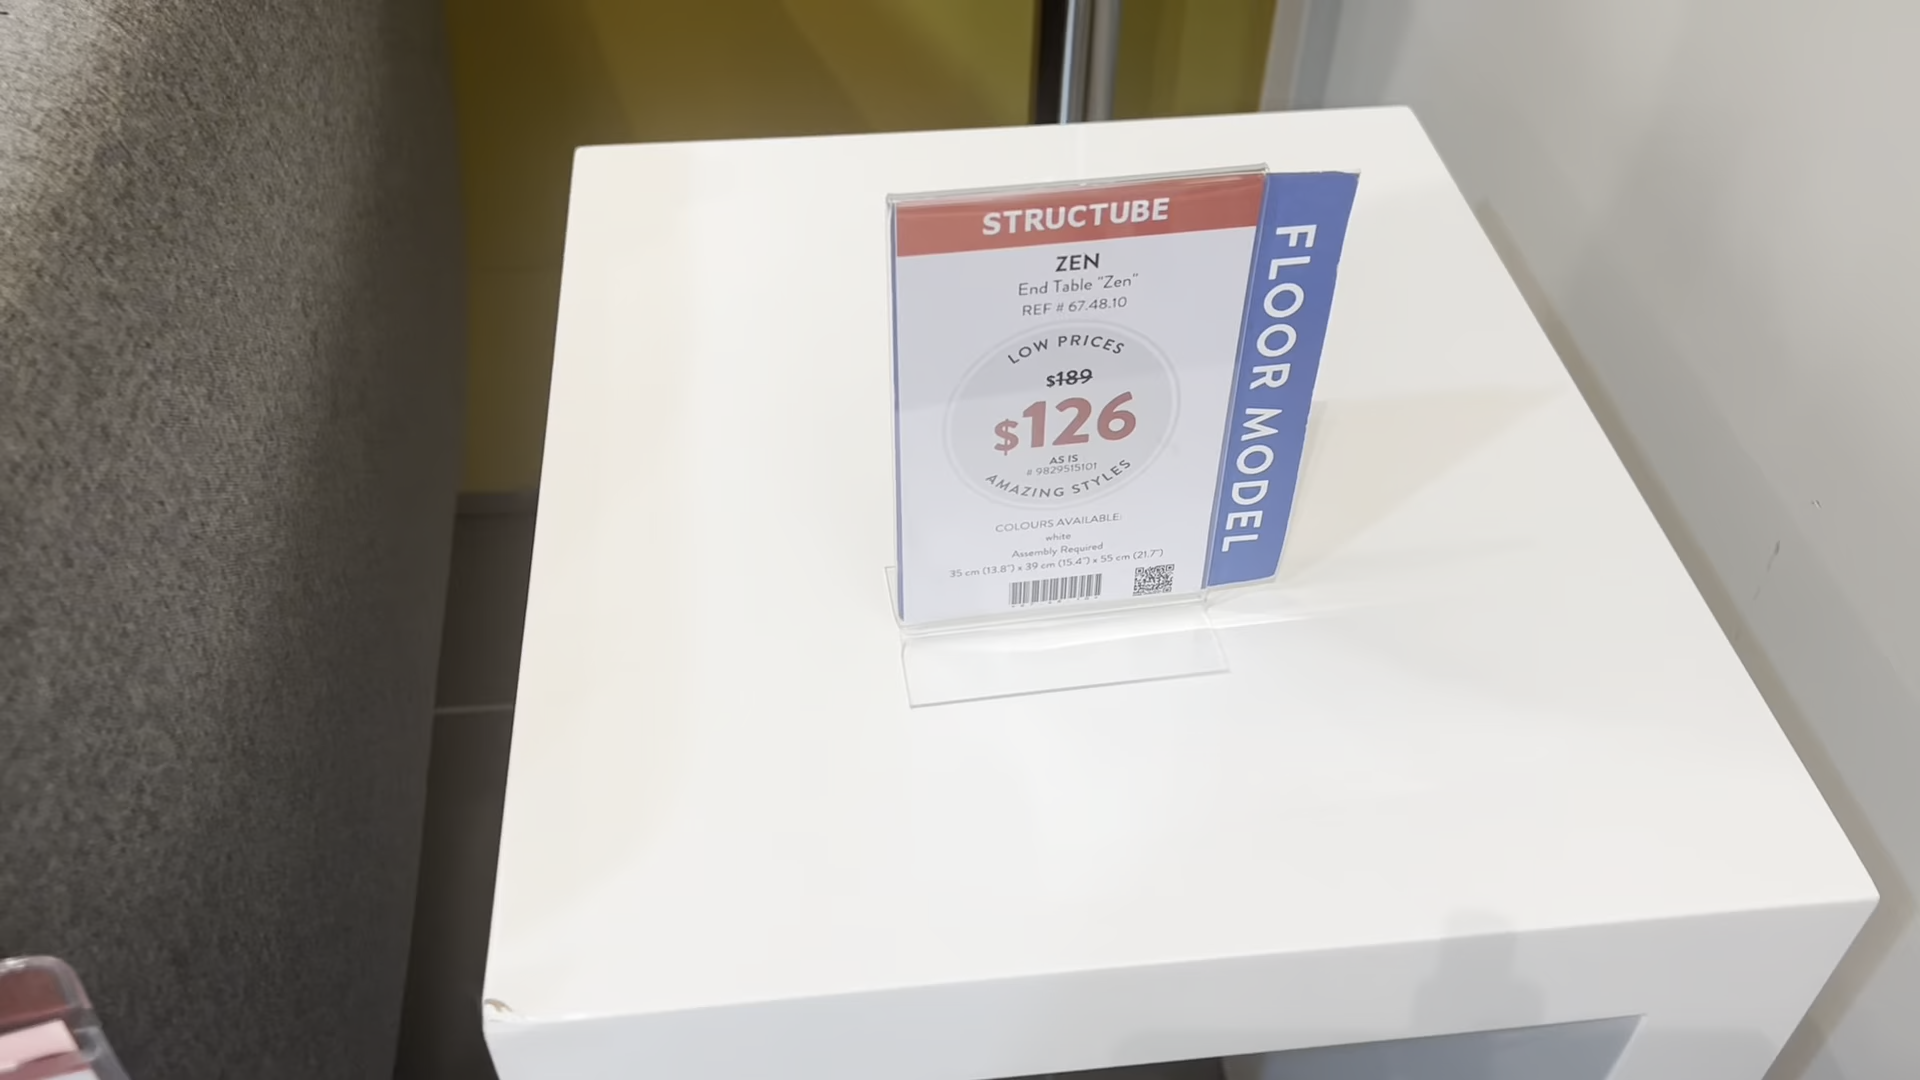 STRUCTUBE
ZEN
End Table "Zen"
REF # 67.48.10
LOW PRICES
$189
$126
AS IS
# 9829515101
AMAZING STYLES
COLOURS AVAILABLE:
white
Assembly Required
35 cm (13.8") x 39 cm (15.4") x 55 cm (21.7")
FLOOR MODEL